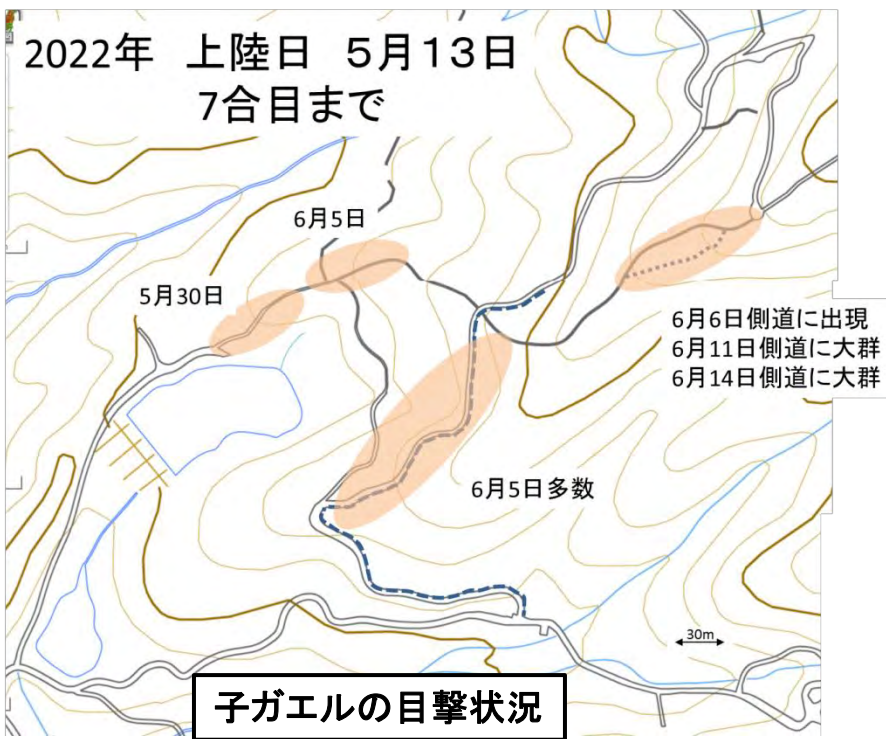 2022年 上陸日 5月13日
7合目まで
6月5日
5月30日
6月6日側道に出現
6月11日側道に大群
6月14日側道に大群
6月5日多数
30m
子ガエルの目撃状況